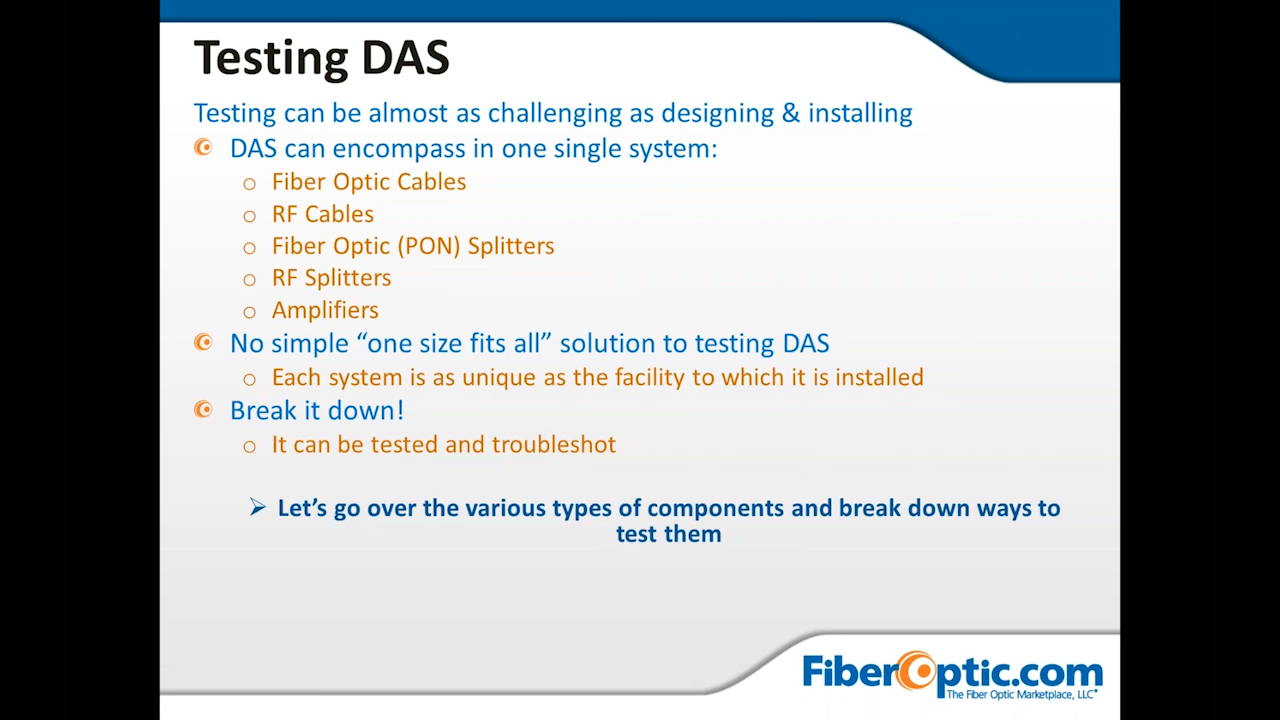 Testing DAS
Testing can be almost as challenging as designing & installing
DAS can encompass in one single system:
Fiber Optic Cables
RF Cables
Fiber Optic (PON) Splitters
RF Splitters
Amplifiers
No simple “one size fits all” solution to testing DAS
Each system is as unique as the facility to which it is installed
Break it down!
It can be tested and troubleshot
Let’s go over the various types of components and break down ways to
test them
FiberOptic.com
The Fiber Optic Marketplace, LLC®